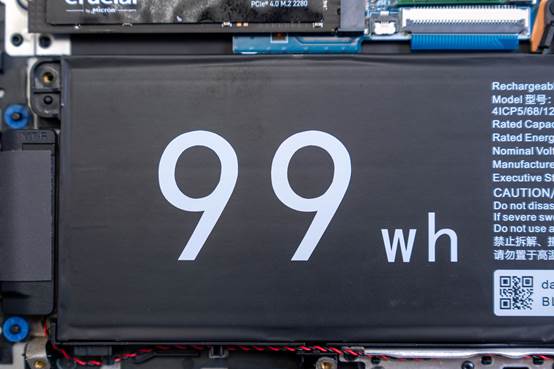 crucial
by Micron
PCIe® 4.0 M.2 2280
99 wh
Rechargeab
Model 型号:
4ICP5/68/12
Rated Capac
Rated Energ
Nominal Volt
Manufacture
Executive St
CAUTION/
Do not disas
If severe swe
Do not use a
禁止拆解、
请勿置于高温
da
BL